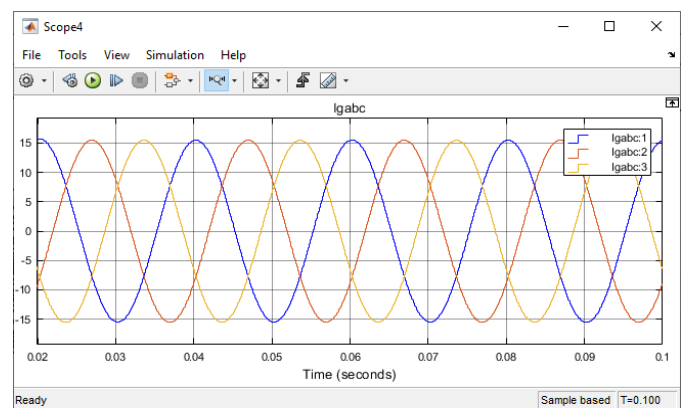 Scope4
File Tools View Simulation Help
Igabc
Igabc:1
Igabc:2
Igabc:3
15
10
5
0
-5
-10
-15
0.02 0.03 0.04 0.05 0.06 0.07 0.08 0.09 0.1
Time (seconds)
Ready Sample based T=0.100